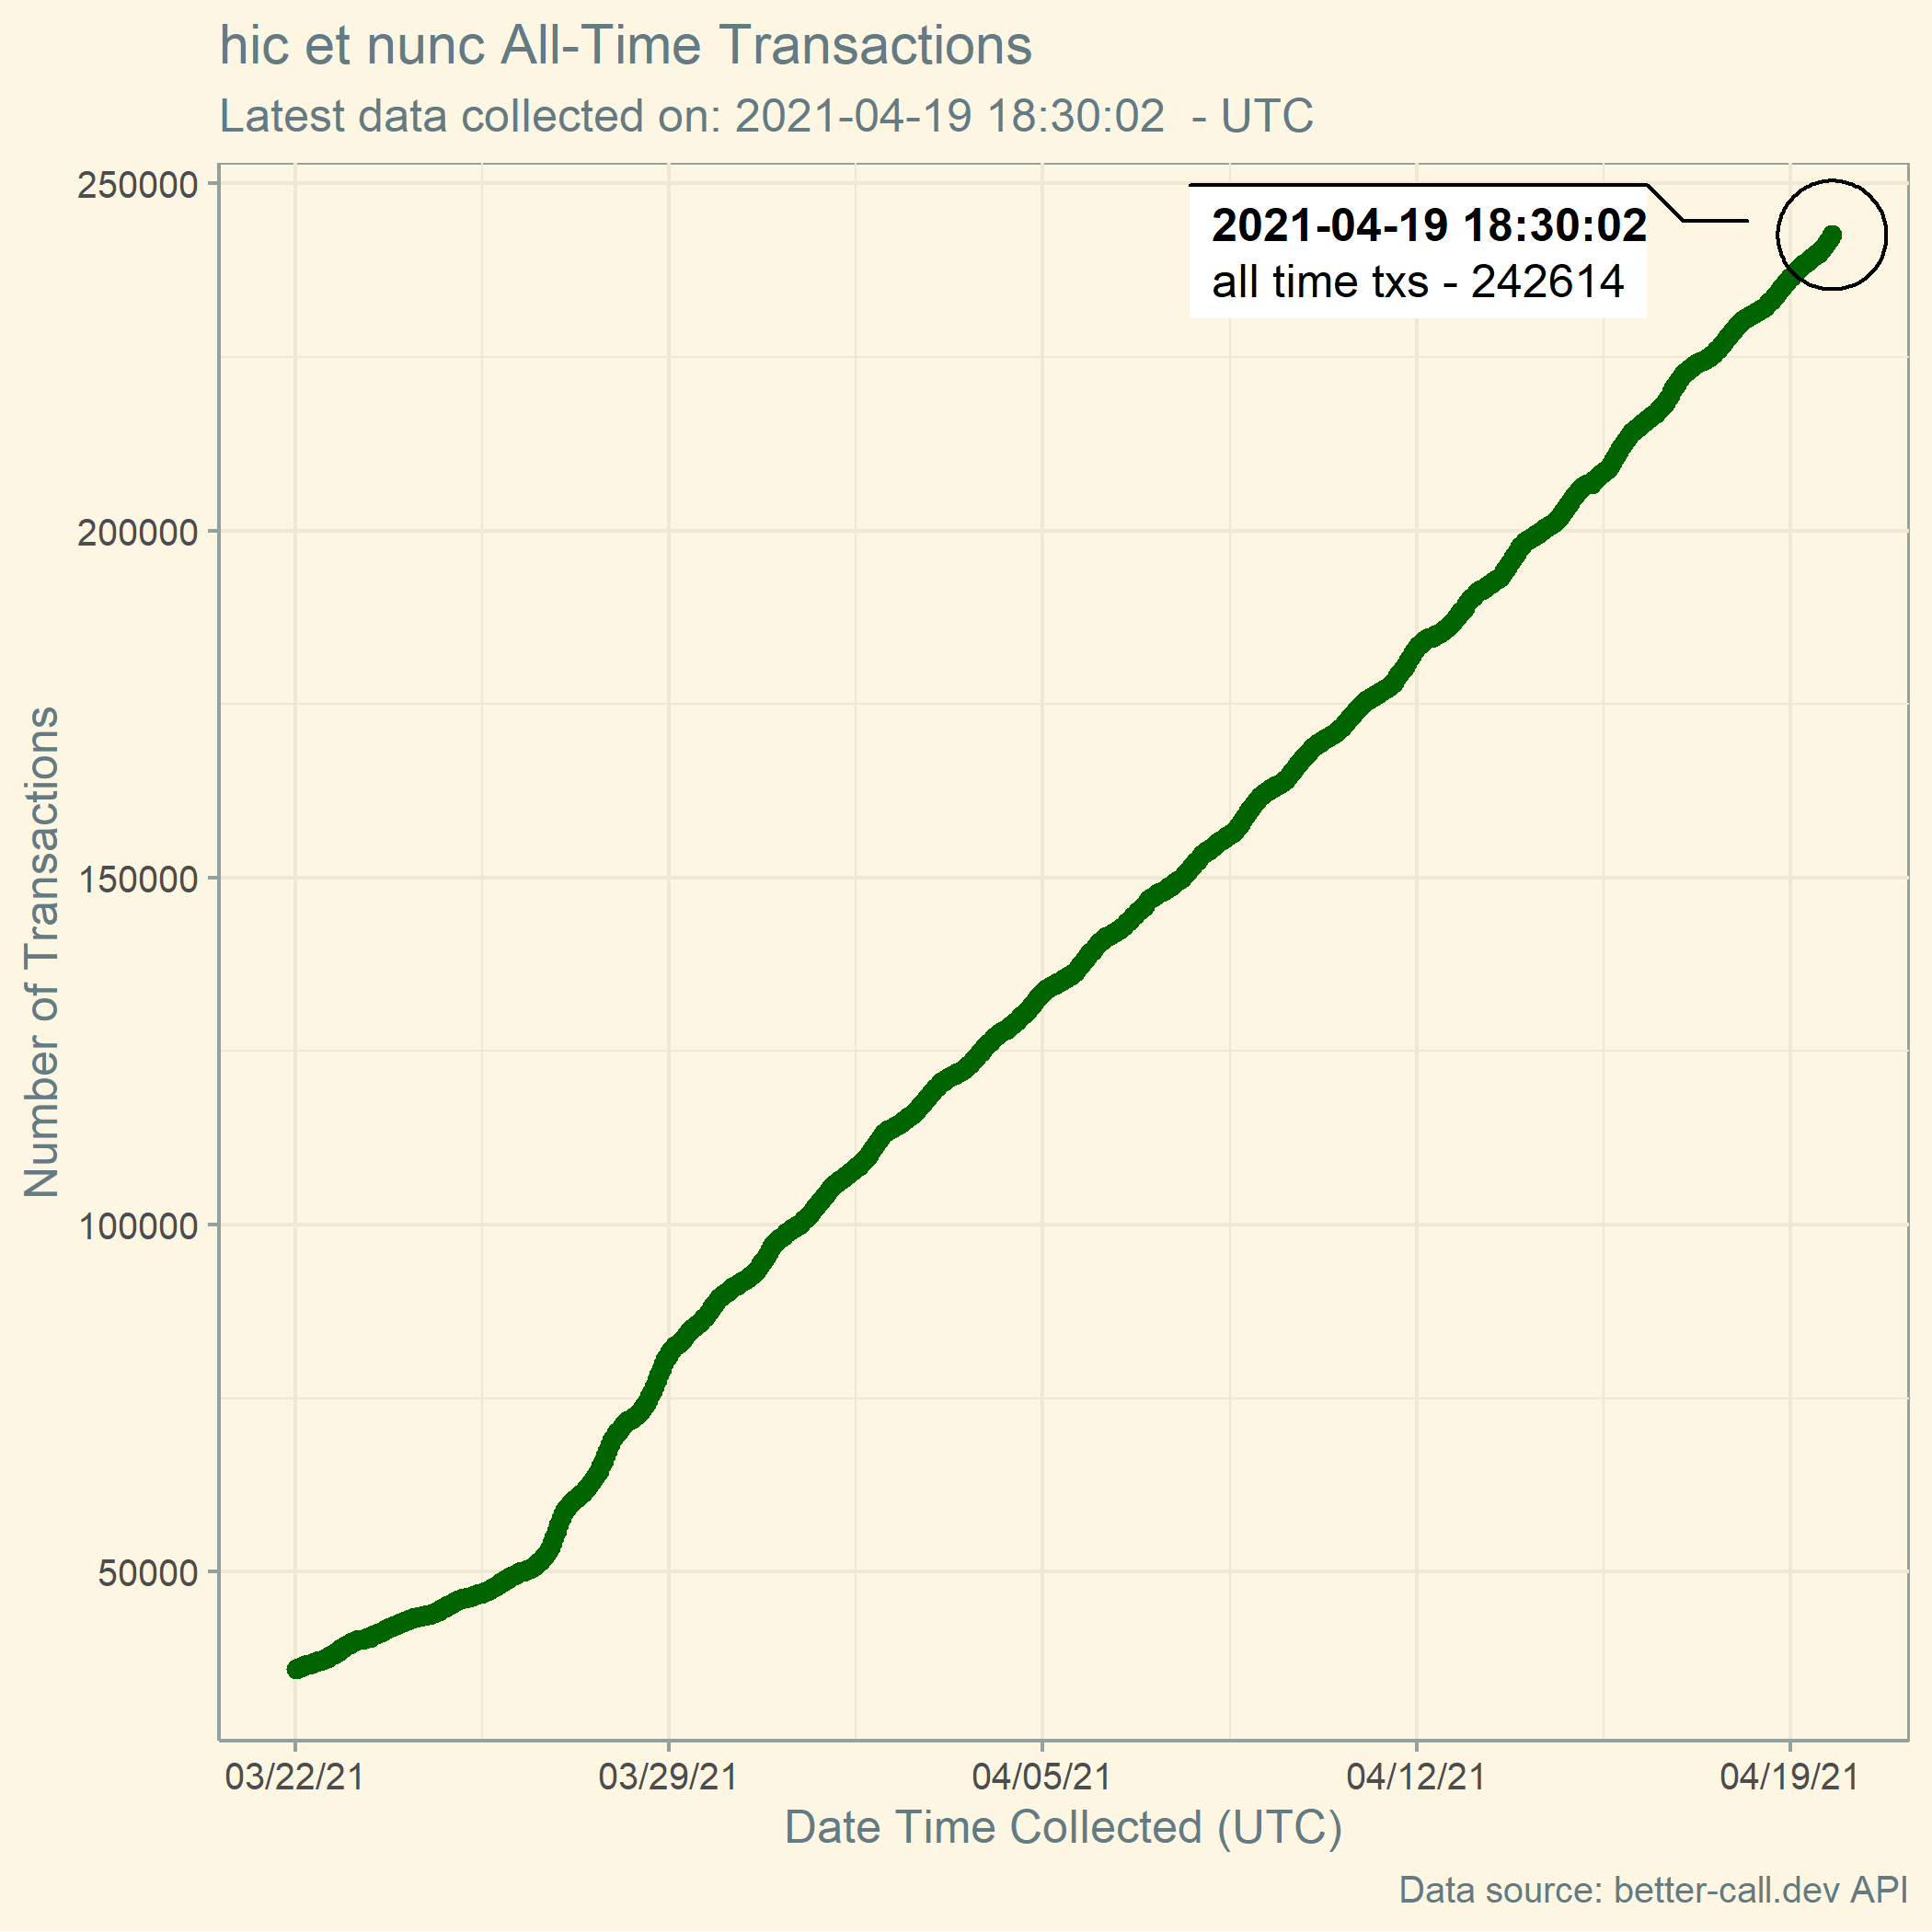 hic et nunc All-Time Transactions
Latest data collected on: 2021-04-19 18:30:02  - UTC
250000
2021-04-19 18:30:02
all time txs - 242614
200000
150000
100000
50000
Number of Transactions
03/22/21 03/29/21 04/05/21 04/12/21 04/19/21
Date Time Collected (UTC)
Data source: better-call.dev API